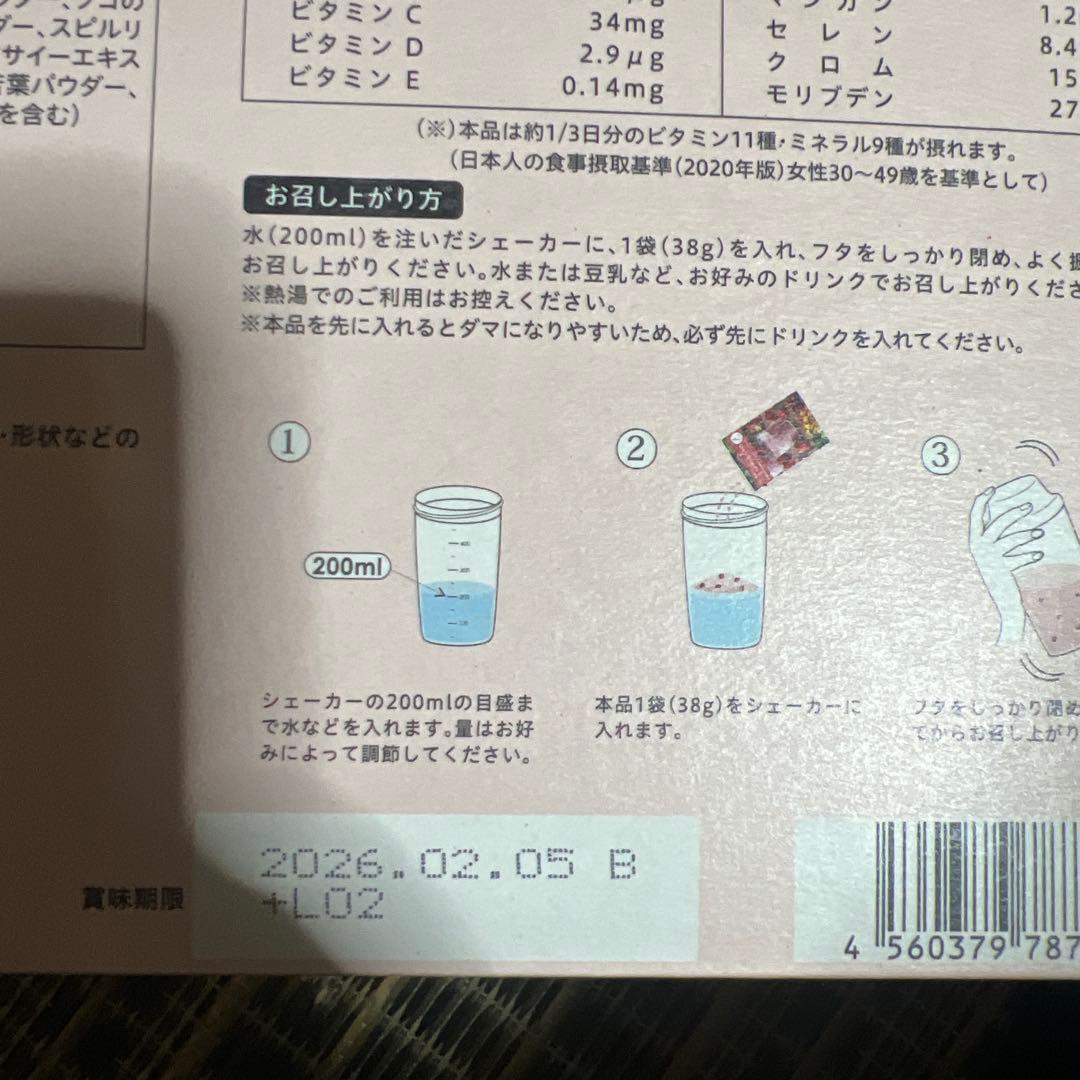 ダー、スピルリ
サイーエキス
青葉パウダー、
を含む)
・形状などの
ビタミン C 34mg
ビタミン D 2.9μg
ビタミン E 0.14mg
マンガン 1.2
セレン 8.4
クロム 15
モリブデン 27
(※)本品は約1/3日分のビタミン11種・ミネラル9種が摂れます。
(日本人の食事摂取基準(2020年版)女性30〜49歳を基準として)
お召し上がり方
水(200ml)を注いだシェーカーに、1袋(38g)を入れ、フタをしっかり閉め、よく振
お召し上がりください。水または豆乳など、お好みのドリンクでお召し上がりくださ
※熱湯でのご利用はお控えください。
※本品を先に入れるとダマになりやすいため、必ず先にドリンクを入れてください。
①
200ml
シェーカーの200mlの目盛ま
で水などを入れます。量はお好
みによって調節してください。
②
本品1袋(38g)をシェーカーに
入れます。
③
フタをしっかり閉め
てからお召し上がり
賞味期限
2026.02.05 B
+L02
4 560379 787